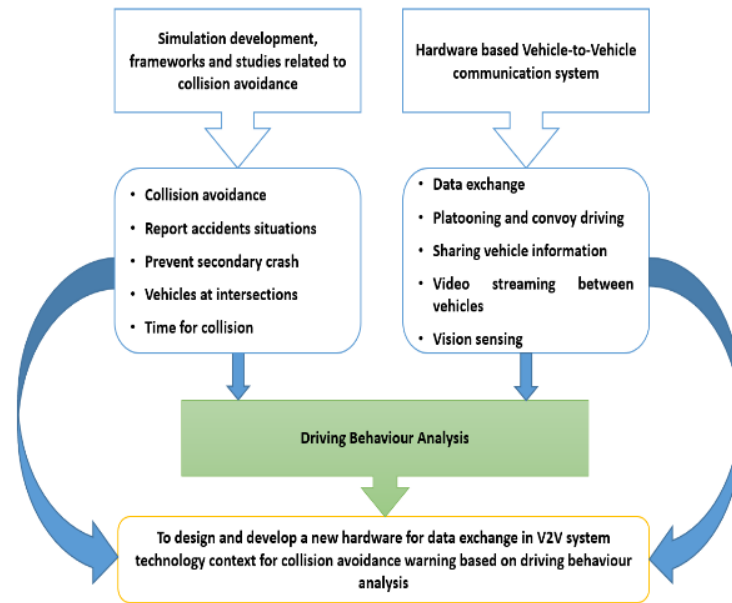 Simulation development,
frameworks and studies related to
collision avoidance
Hardware based Vehicle-to-Vehicle
communication system
• Collision avoidance
• Report accidents situations
• Prevent secondary crash
• Vehicles at intersections
• Time for collision
• Data exchange
• Platooning and convoy driving
• Sharing vehicle information
• Video streaming between
vehicles
• Vision sensing
Driving Behaviour Analysis
To design and develop a new hardware for data exchange in V2V system
technology context for collision avoidance warning based on driving behaviour
analysis